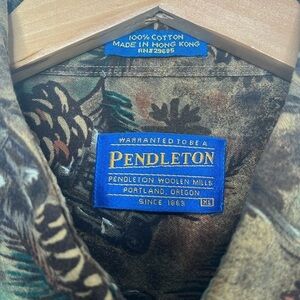 100% COTTON
MADE IN HONG KONG
RN#29685
WARRANTED TO BE A
PENDLETON
PENDLETON WOOLEN MILLS
PORTLAND, OREGON
SINCE 1863